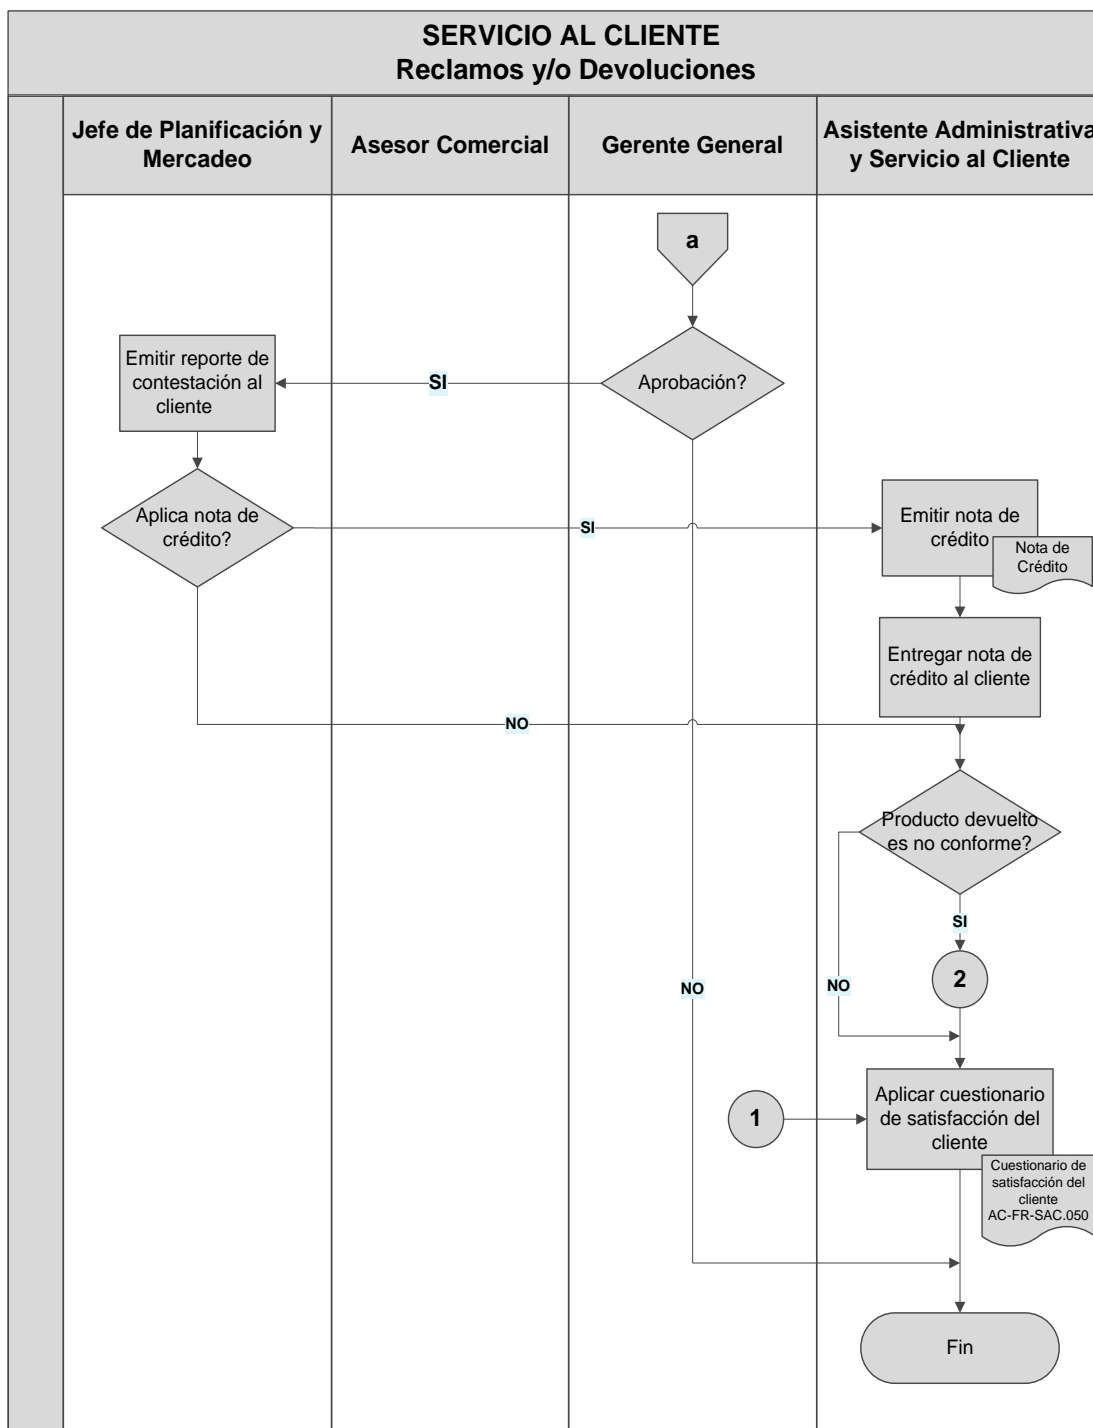 SERVICIO AL CLIENTE
Reclamos y/o Devoluciones
Jefe de Planificación y
Mercadeo
Asesor Comercial
Gerente General
Asistente Administrativa
y Servicio al Cliente
a
Emitir reporte de
contestación al
cliente
SI
Aprobación?
Aplica nota de
crédito?
SI
Emitir nota de
crédito
Nota de
Crédito
Entregar nota de
crédito al cliente
NO
Producto devuelto
es no conforme?
SI
2
NO
NO
1
Aplicar cuestionario
de satisfacción del
cliente
Cuestionario de
satisfacción del
cliente
AC-FR-SAC.050
Fin